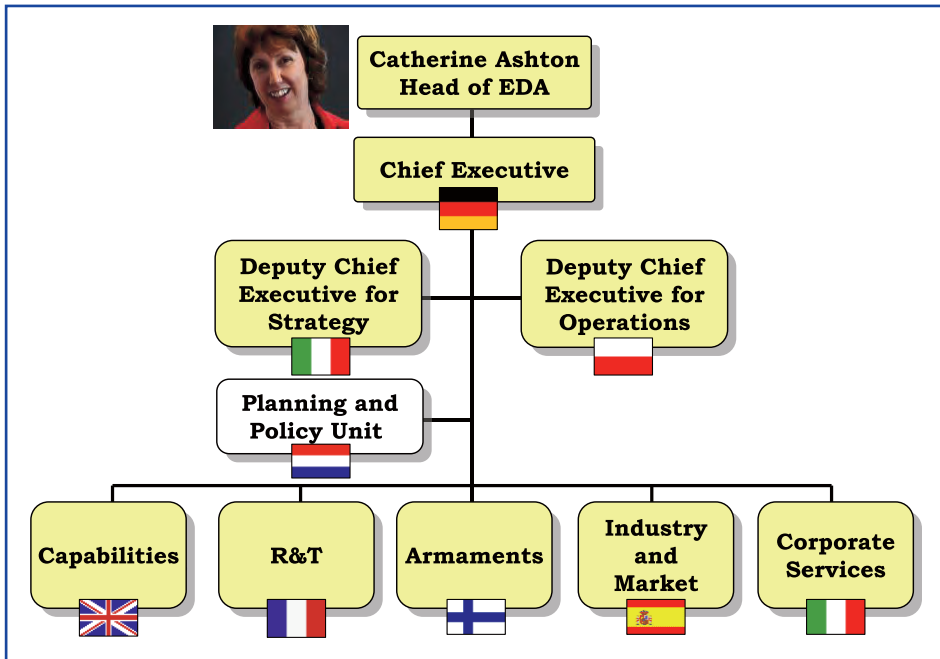 Catherine Ashton
Head of EDA
Chief Executive
Deputy Chief
Executive for
Strategy
Deputy Chief
Executive for
Operations
Planning and
Policy Unit
Capabilities
R&T
Armaments
Industry
and
Market
Corporate
Services